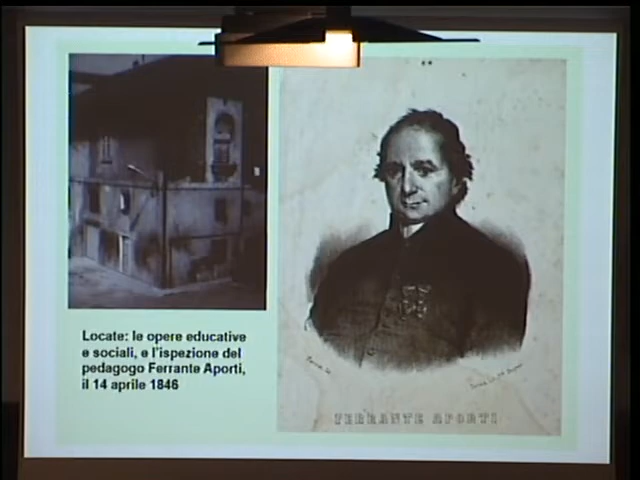 Locate: le opere educative
e sociali, e l'ispezione del
pedagogo Ferrante Aporti,
il 14 aprile 1846
FERRANTE APORTI